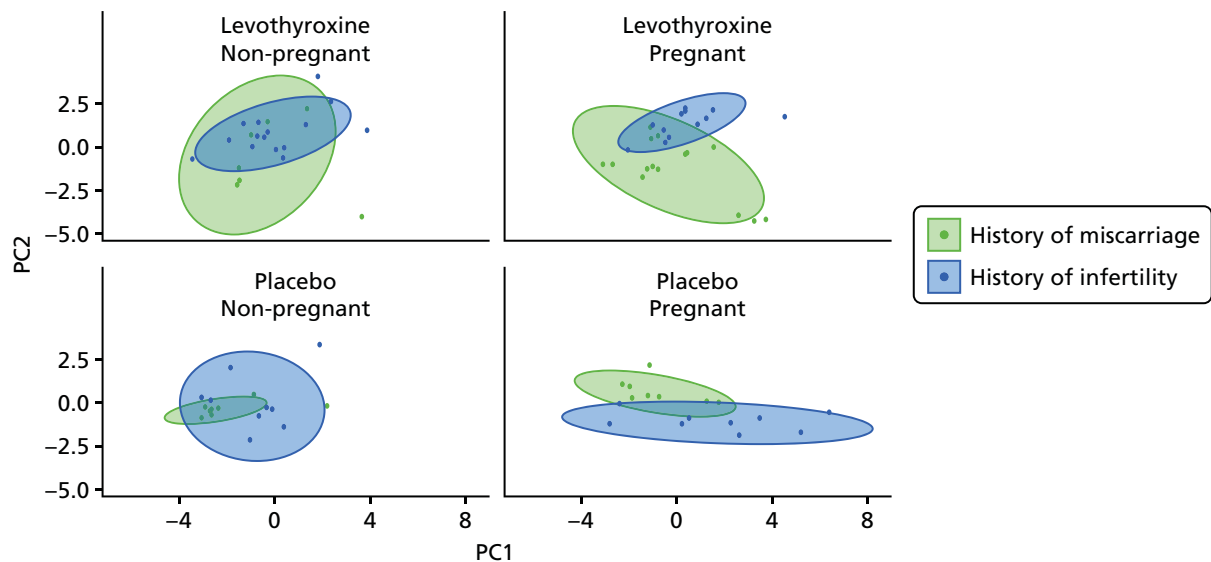 Levothyroxine
Non-pregnant
Levothyroxine
Pregnant
2.5
0.0
−2.5
−5.0
PC2
Placebo
Non-pregnant
Placebo
Pregnant
2.5
0.0
−2.5
−5.0
−4 0 4 8
−4 0 4 8
PC1
History of miscarriage
History of infertility